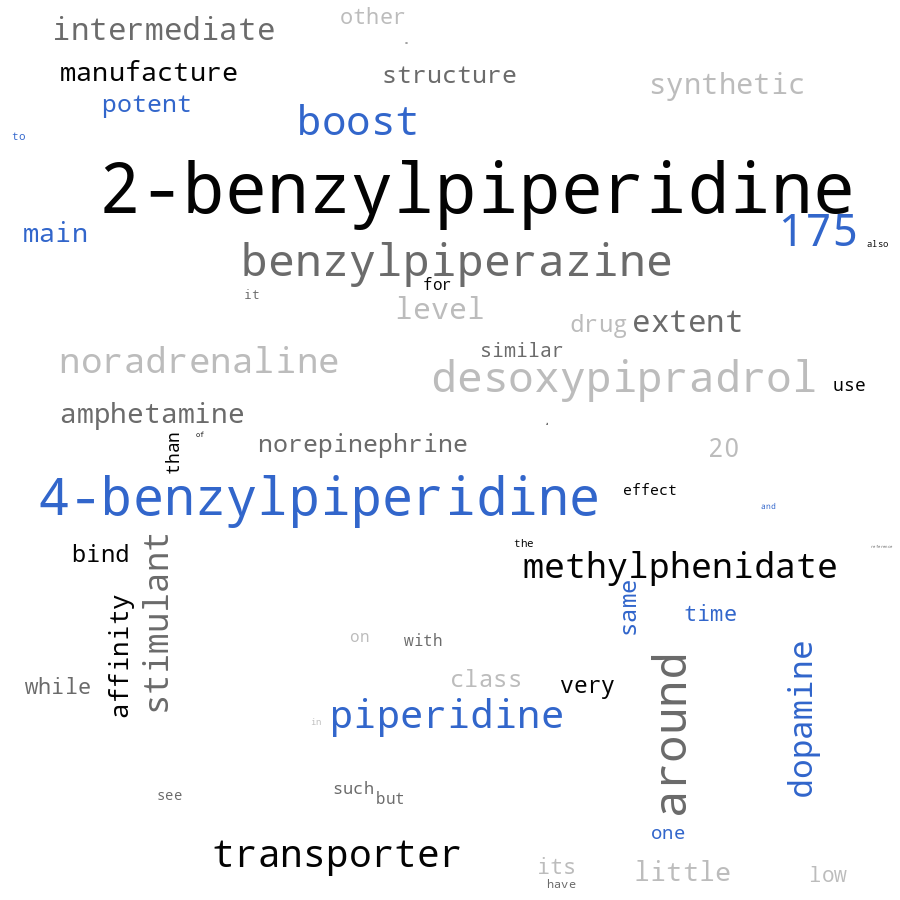 intermediate
other
.
manufacture
structure
synthetic
potent
boost
to
2-benzylpiperidine
main
175
also
benzylpiperazine
for
it
level
drug
extent
similar
noradrenaline
desoxypipradrol
use
amphetamine
than
of
norepinephrine
20
4-benzylpiperidine
effect
and
the
bind
methylphenidate
stimulant
same
time
affinity
on
with
around
dopamine
while
class
very
in
piperidine
see
such
but
one
transporter
its
have
little
low